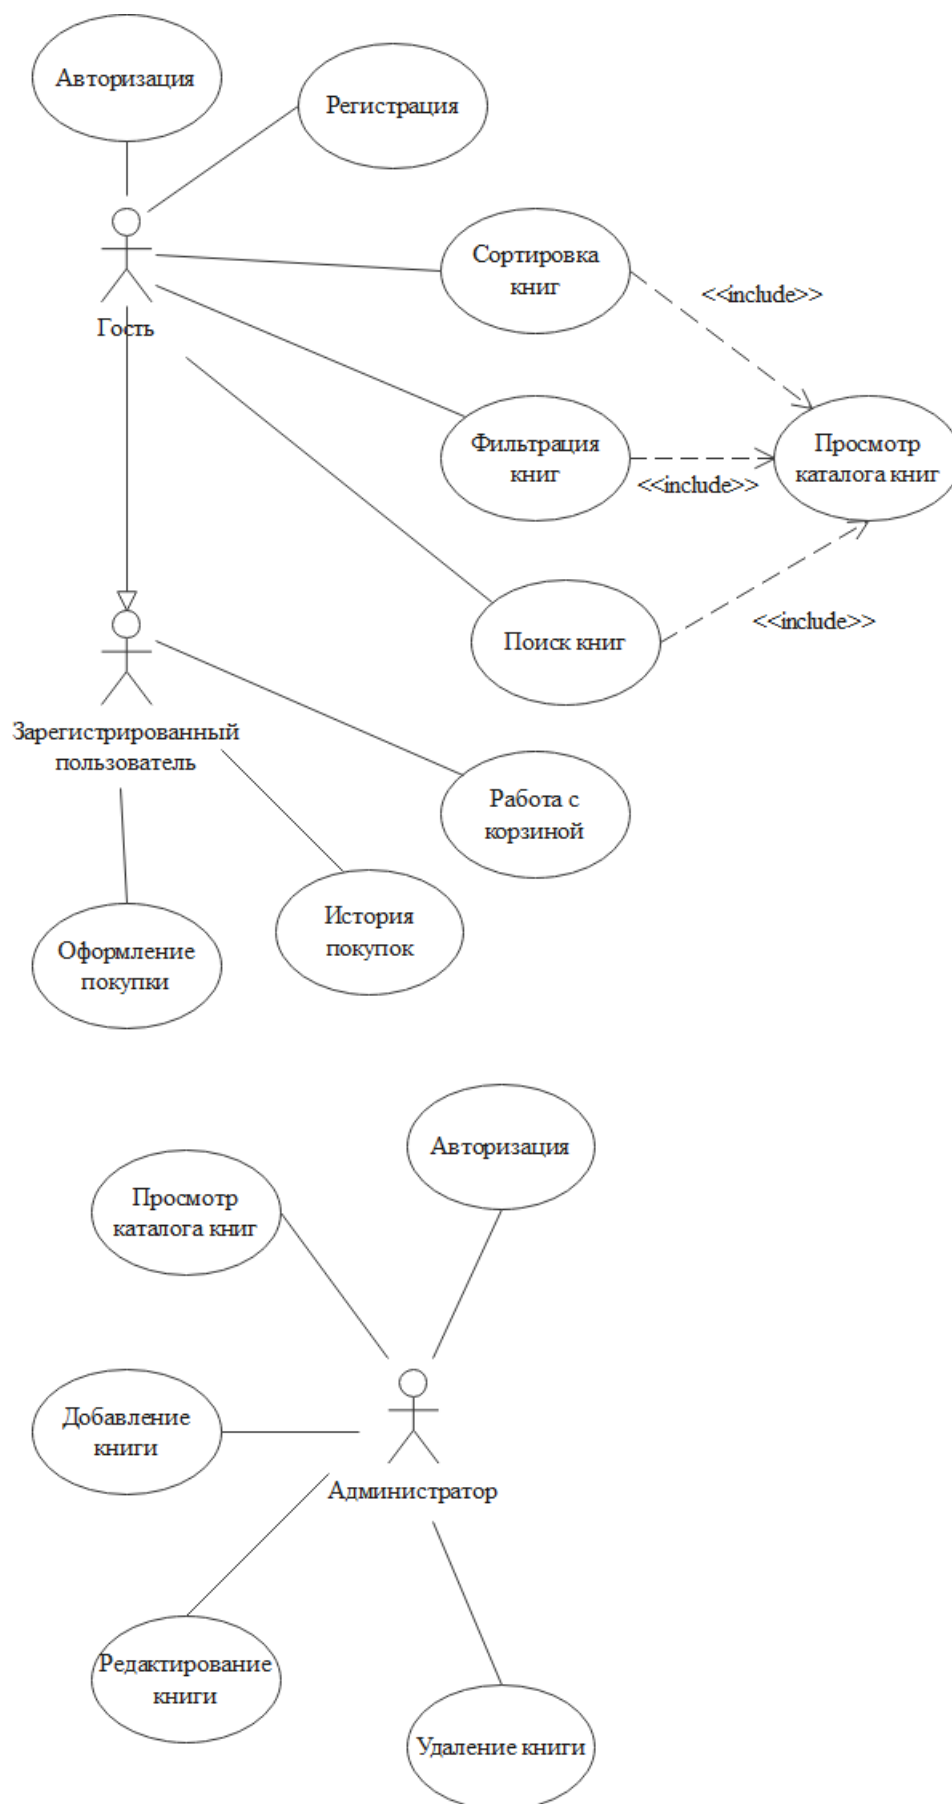 Авторизация
Регистрация
Сортировка
книг
<<include>>
Гость
Фильтрация
книг
<<include>>
Просмотр
каталога книг
Поиск книг
<<include>>
Зарегистрированный
пользователь
Работа с
корзиной
История
покупок
Оформление
покупки
Авторизация
Просмотр
каталога книг
Добавление
книги
Администратор
Редактирование
книги
Удаление книги